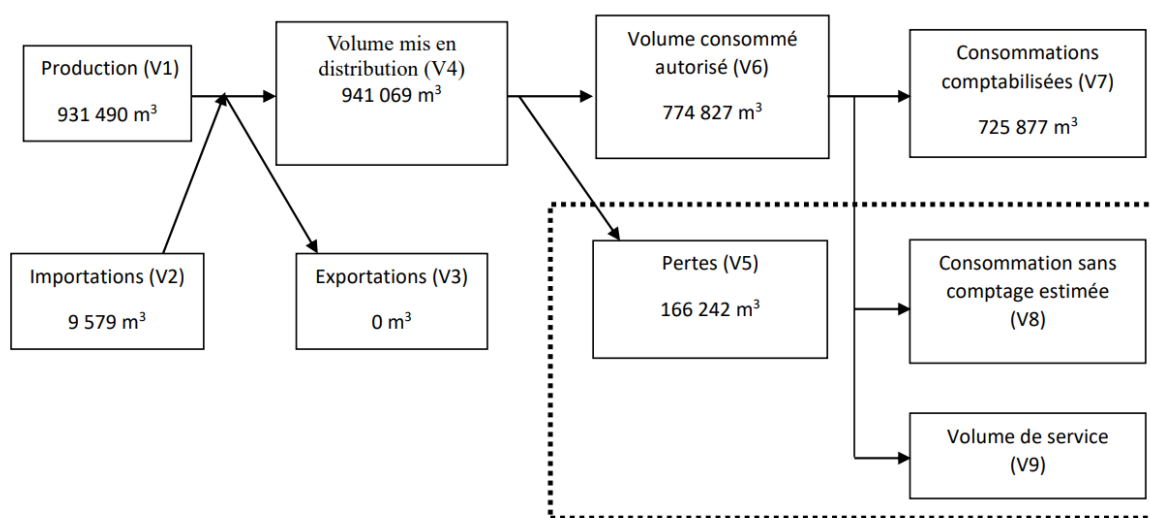 Production (V1)
931 490 m³
Volume mis en
distribution (V4)
941 069 m³
Volume consommé
autorisé (V6)
774 827 m³
Consommations
comptabilisées (V7)
725 877 m³
Importations (V2)
9 579 m³
Exportations (V3)
0 m³
Pertes (V5)
166 242 m³
Consommation sans
comptage estimée
(V8)
Volume de service
(V9)